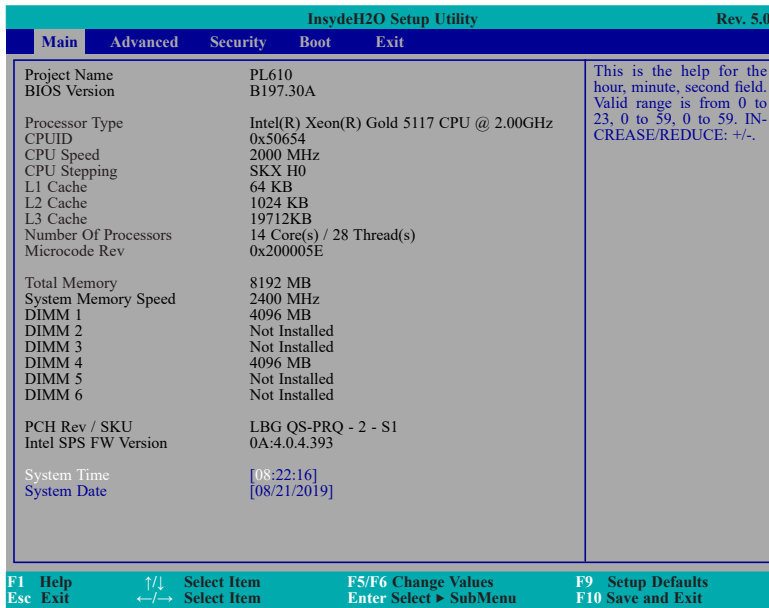 InsydeH2O Setup Utility Rev. 5.0
Main Advanced Security Boot Exit
Project Name PL610
BIOS Version B197.30A
Processor Type Intel(R) Xeon(R) Gold 5117 CPU @ 2.00GHz
CPUID 0x50654
CPU Speed 2000 MHz
CPU Stepping SKX H0
L1 Cache 64 KB
L2 Cache 1024 KB
L3 Cache 19712KB
Number Of Processors 14 Core(s) / 28 Thread(s)
Microcode Rev 0x200005E
Total Memory 8192 MB
System Memory Speed 2400 MHz
DIMM 1 4096 MB
DIMM 2 Not Installed
DIMM 3 Not Installed
DIMM 4 4096 MB
DIMM 5 Not Installed
DIMM 6 Not Installed
PCH Rev / SKU LBG QS-PRQ - 2 - S1
Intel SPS FW Version 0A:4.0.4.393
System Time [08:22:16]
System Date [08/21/2019]
This is the help for the
hour, minute, second field.
Valid range is from 0 to
23, 0 to 59, 0 to 59. IN-
CREASE/REDUCE: +/-.
F1 Help ↑/↓ Select Item F5/F6 Change Values F9 Setup Defaults
Esc Exit ←/→ Select Item Enter Select ▶ SubMenu F10 Save and Exit